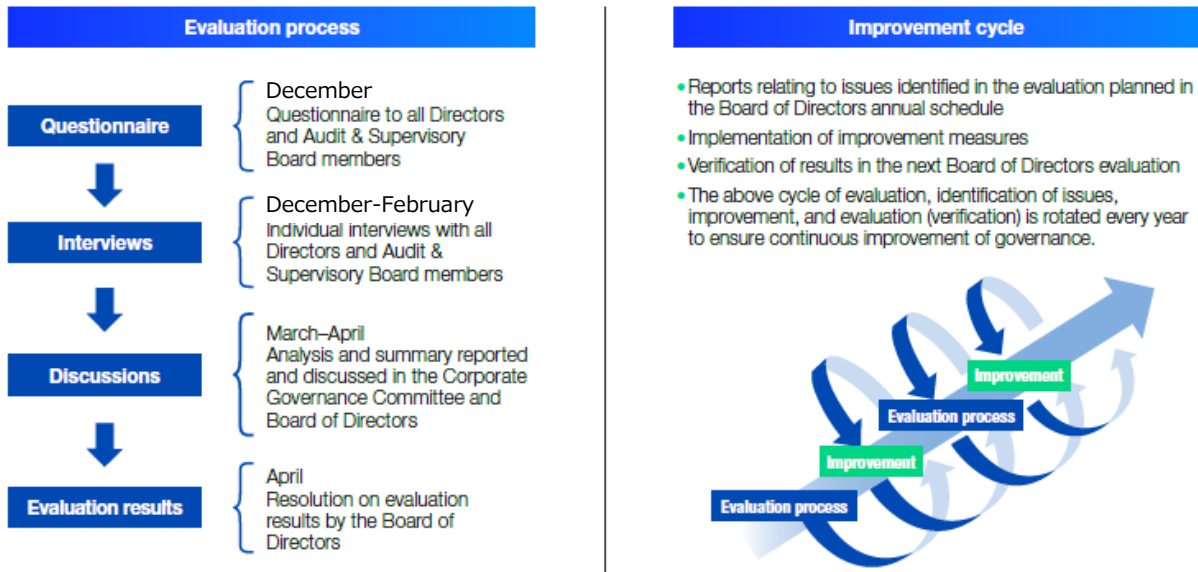 Evaluation process
Questionnaire
December
Questionnaire to all Directors
and Audit & Supervisory
Board members
Interviews
December-February
Individual interviews with all
Directors and Audit &
Supervisory Board members
Discussions
March–April
Analysis and summary reported
and discussed in the Corporate
Governance Committee and
Board of Directors
Evaluation results
April
Resolution on evaluation
results by the Board of
Directors
Improvement cycle
•Reports relating to issues identified in the evaluation planned in
the Board of Directors annual schedule
•Implementation of improvement measures
•Verification of results in the next Board of Directors evaluation
•The above cycle of evaluation, identification of issues,
improvement, and evaluation (verification) is rotated every year
to ensure continuous improvement of governance.
Improvement
Evaluation process
Improvement
Evaluation process